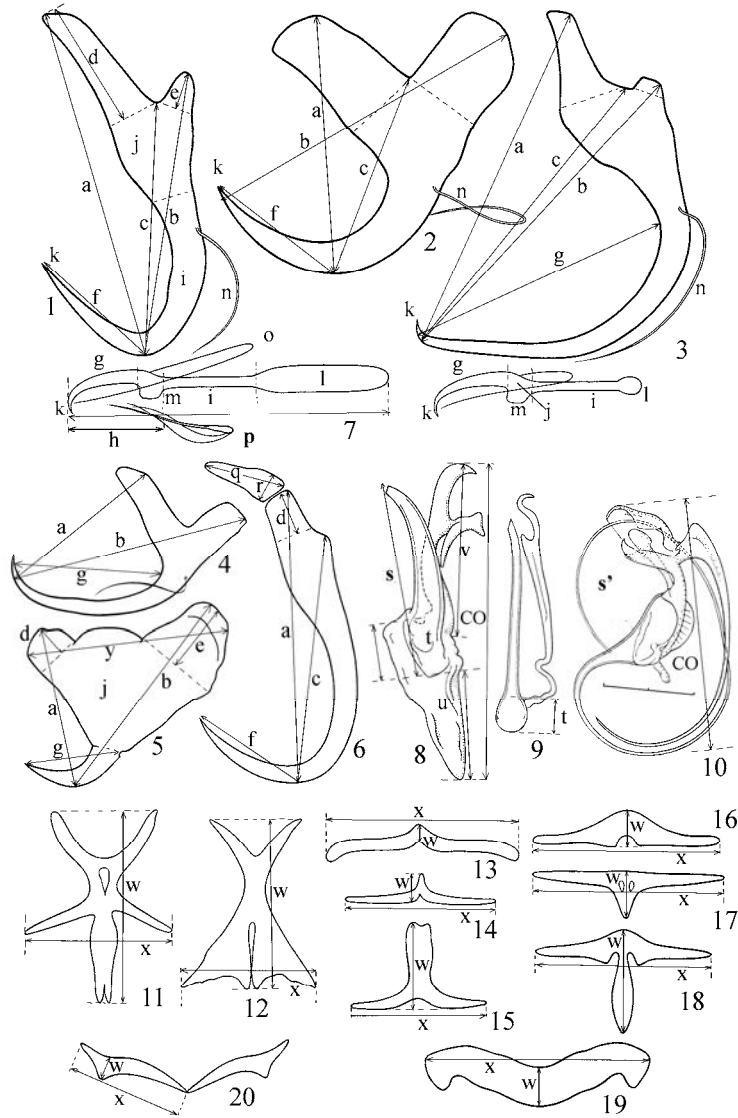 d
e
j
a
b
c
k
f
i
n
1
a
b
c
k
f
n
2
a
c
b
g
k
n
3
g
o
k
m
i
l
h
p
7
g
k
m
j
i
l
a
b
g
4
d
y
e
j
b
a
g
5
q
r
d
a
c
f
6
s
v
t
CO
u
8
t
9
s’
CO
10
w
x
11
w
x
12
x
w
13
w
x
14
w
x
15
16
w
x
w
x
17
w
x
18
w
x
20
x
w
19